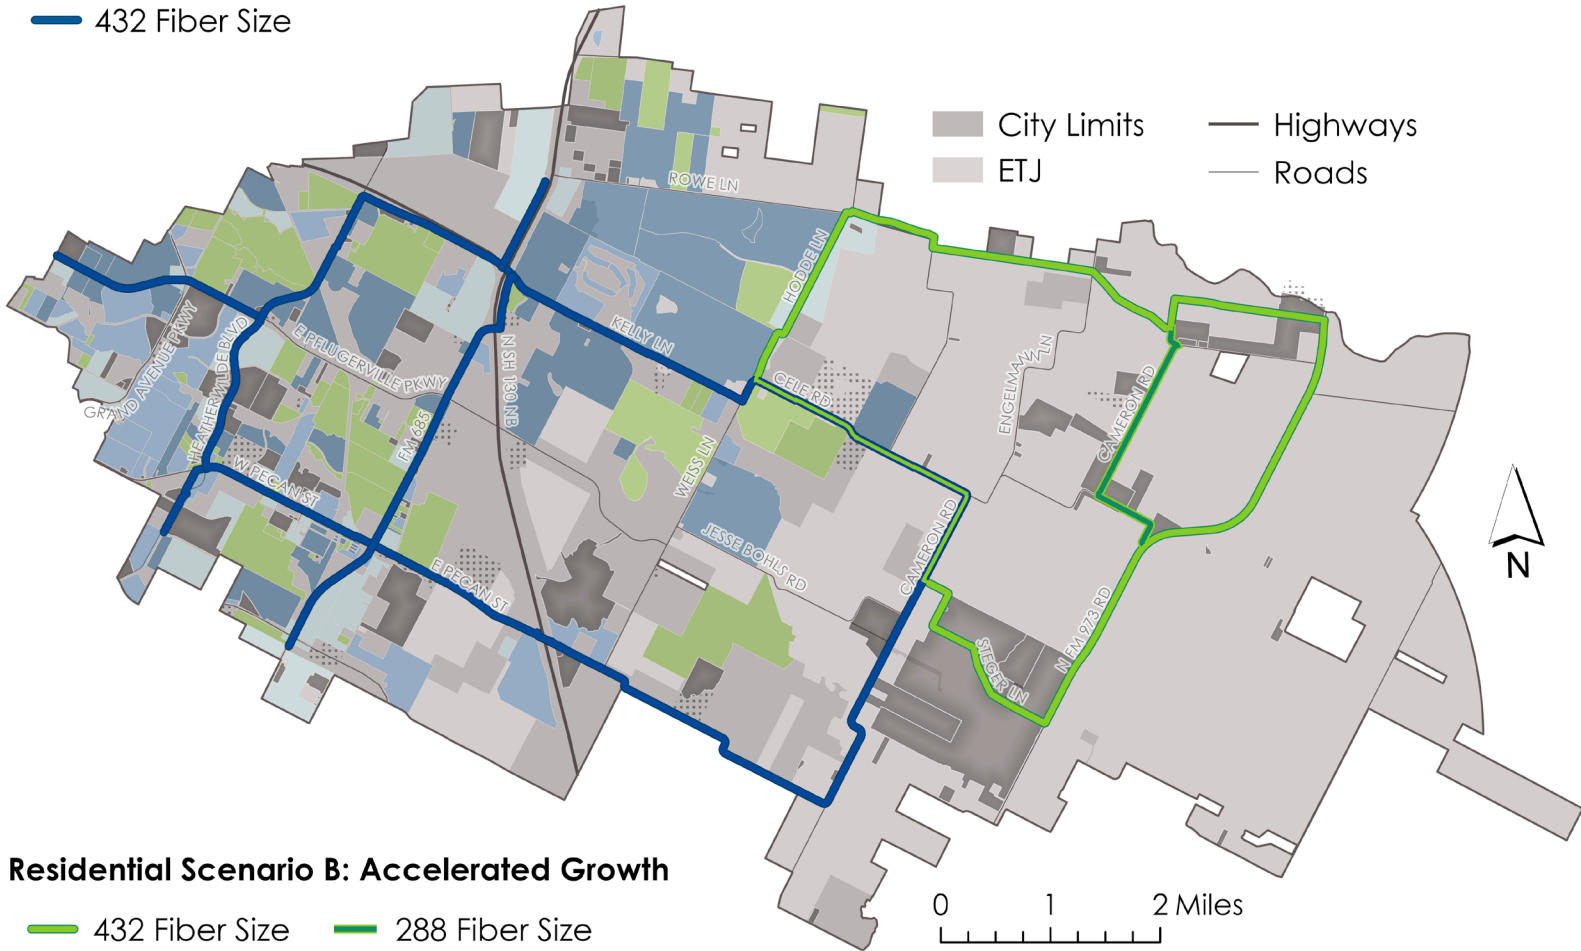 432 Fiber Size
City Limits
Highways
ETJ
Roads
ROWE LN
HODDE LN
KELLY LN
N SH 130 NB
E PFLUGERVILLE PKWY
GRAND AVENUE PKWY
HEATHERWILDE BLVD
FM 685
CELE RD
ENGELMANN LN
CAMERON RD
WEISS LN
W PECAN ST
JESSE BOHLS RD
CAMERON RD
E PECAN ST
STEGER LN
N FM 973 RD
N
Residential Scenario B: Accelerated Growth
432 Fiber Size
288 Fiber Size
0 1 2 Miles